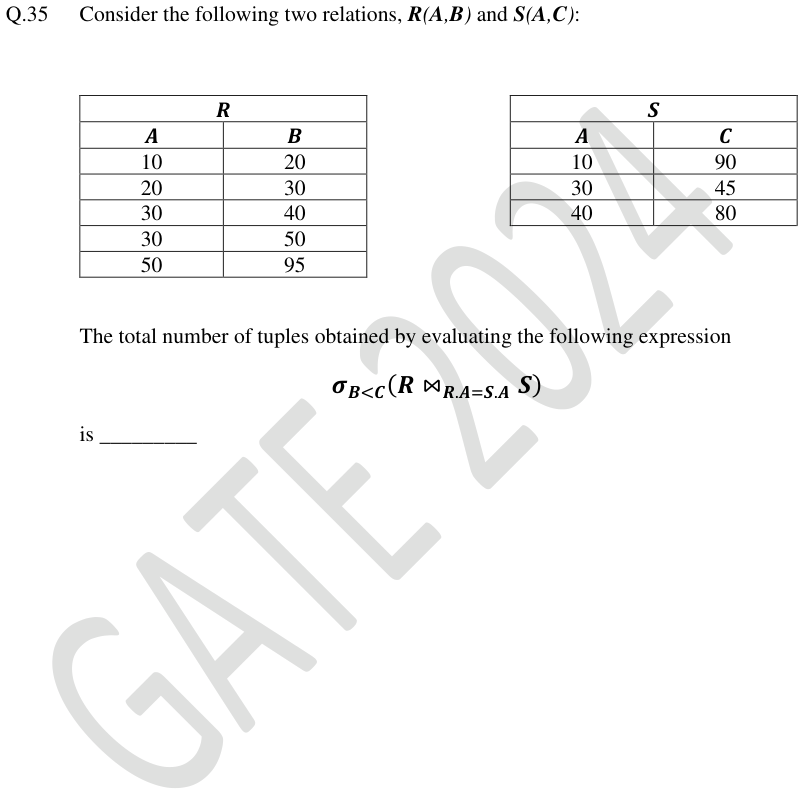 Q.35 Consider the following two relations, R(A,B) and S(A,C):
R
A B
10 20
20 30
30 40
30 50
50 95
S
A C
10 90
30 45
40 80
The total number of tuples obtained by evaluating the following expression
σ_{B<C}(R ⋈_{R.A=S.A} S)
is _________
GATE 2024